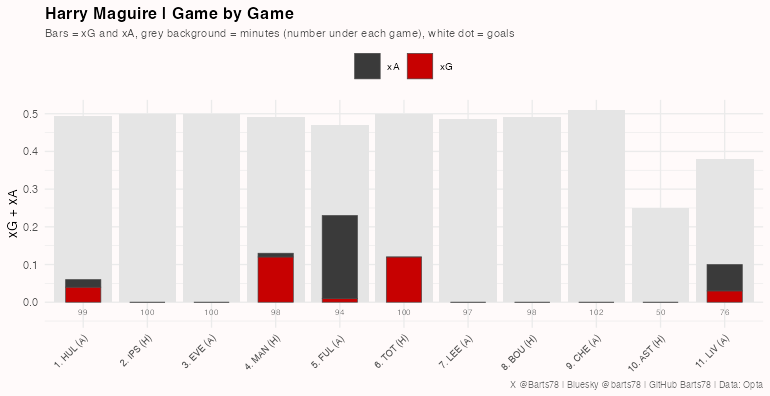 Harry Maguire | Game by Game
Bars = xG and xA, grey background = minutes (number under each game), white dot = goals
xA xG
xG + xA
0.5
0.4
0.3
0.2
0.1
0.0
99 100 100 98 94 100 97 98 102 50 76
1. HUL (A) 2. IPS (H) 3. EVE (A) 4. MAN (H) 5. FUL (A) 6. TOT (H) 7. LEE (A) 8. BOU (H) 9. CHE (A) 10. AST (H) 11. LIV (A)
X @Barts78 | Bluesky @barts78 | GitHub Barts78 | Data: Opta